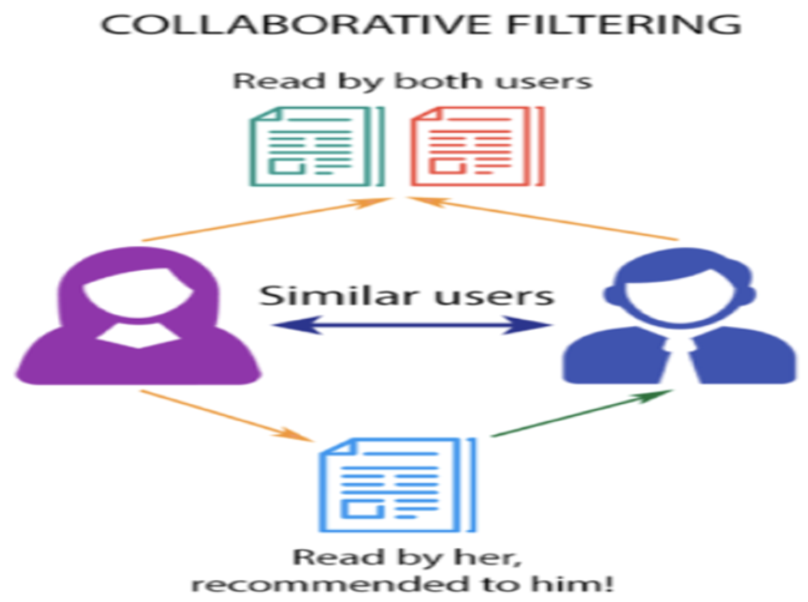 COLLABORATIVE FILTERING
Read by both users
Similar users
Read by her,
recommended to him!